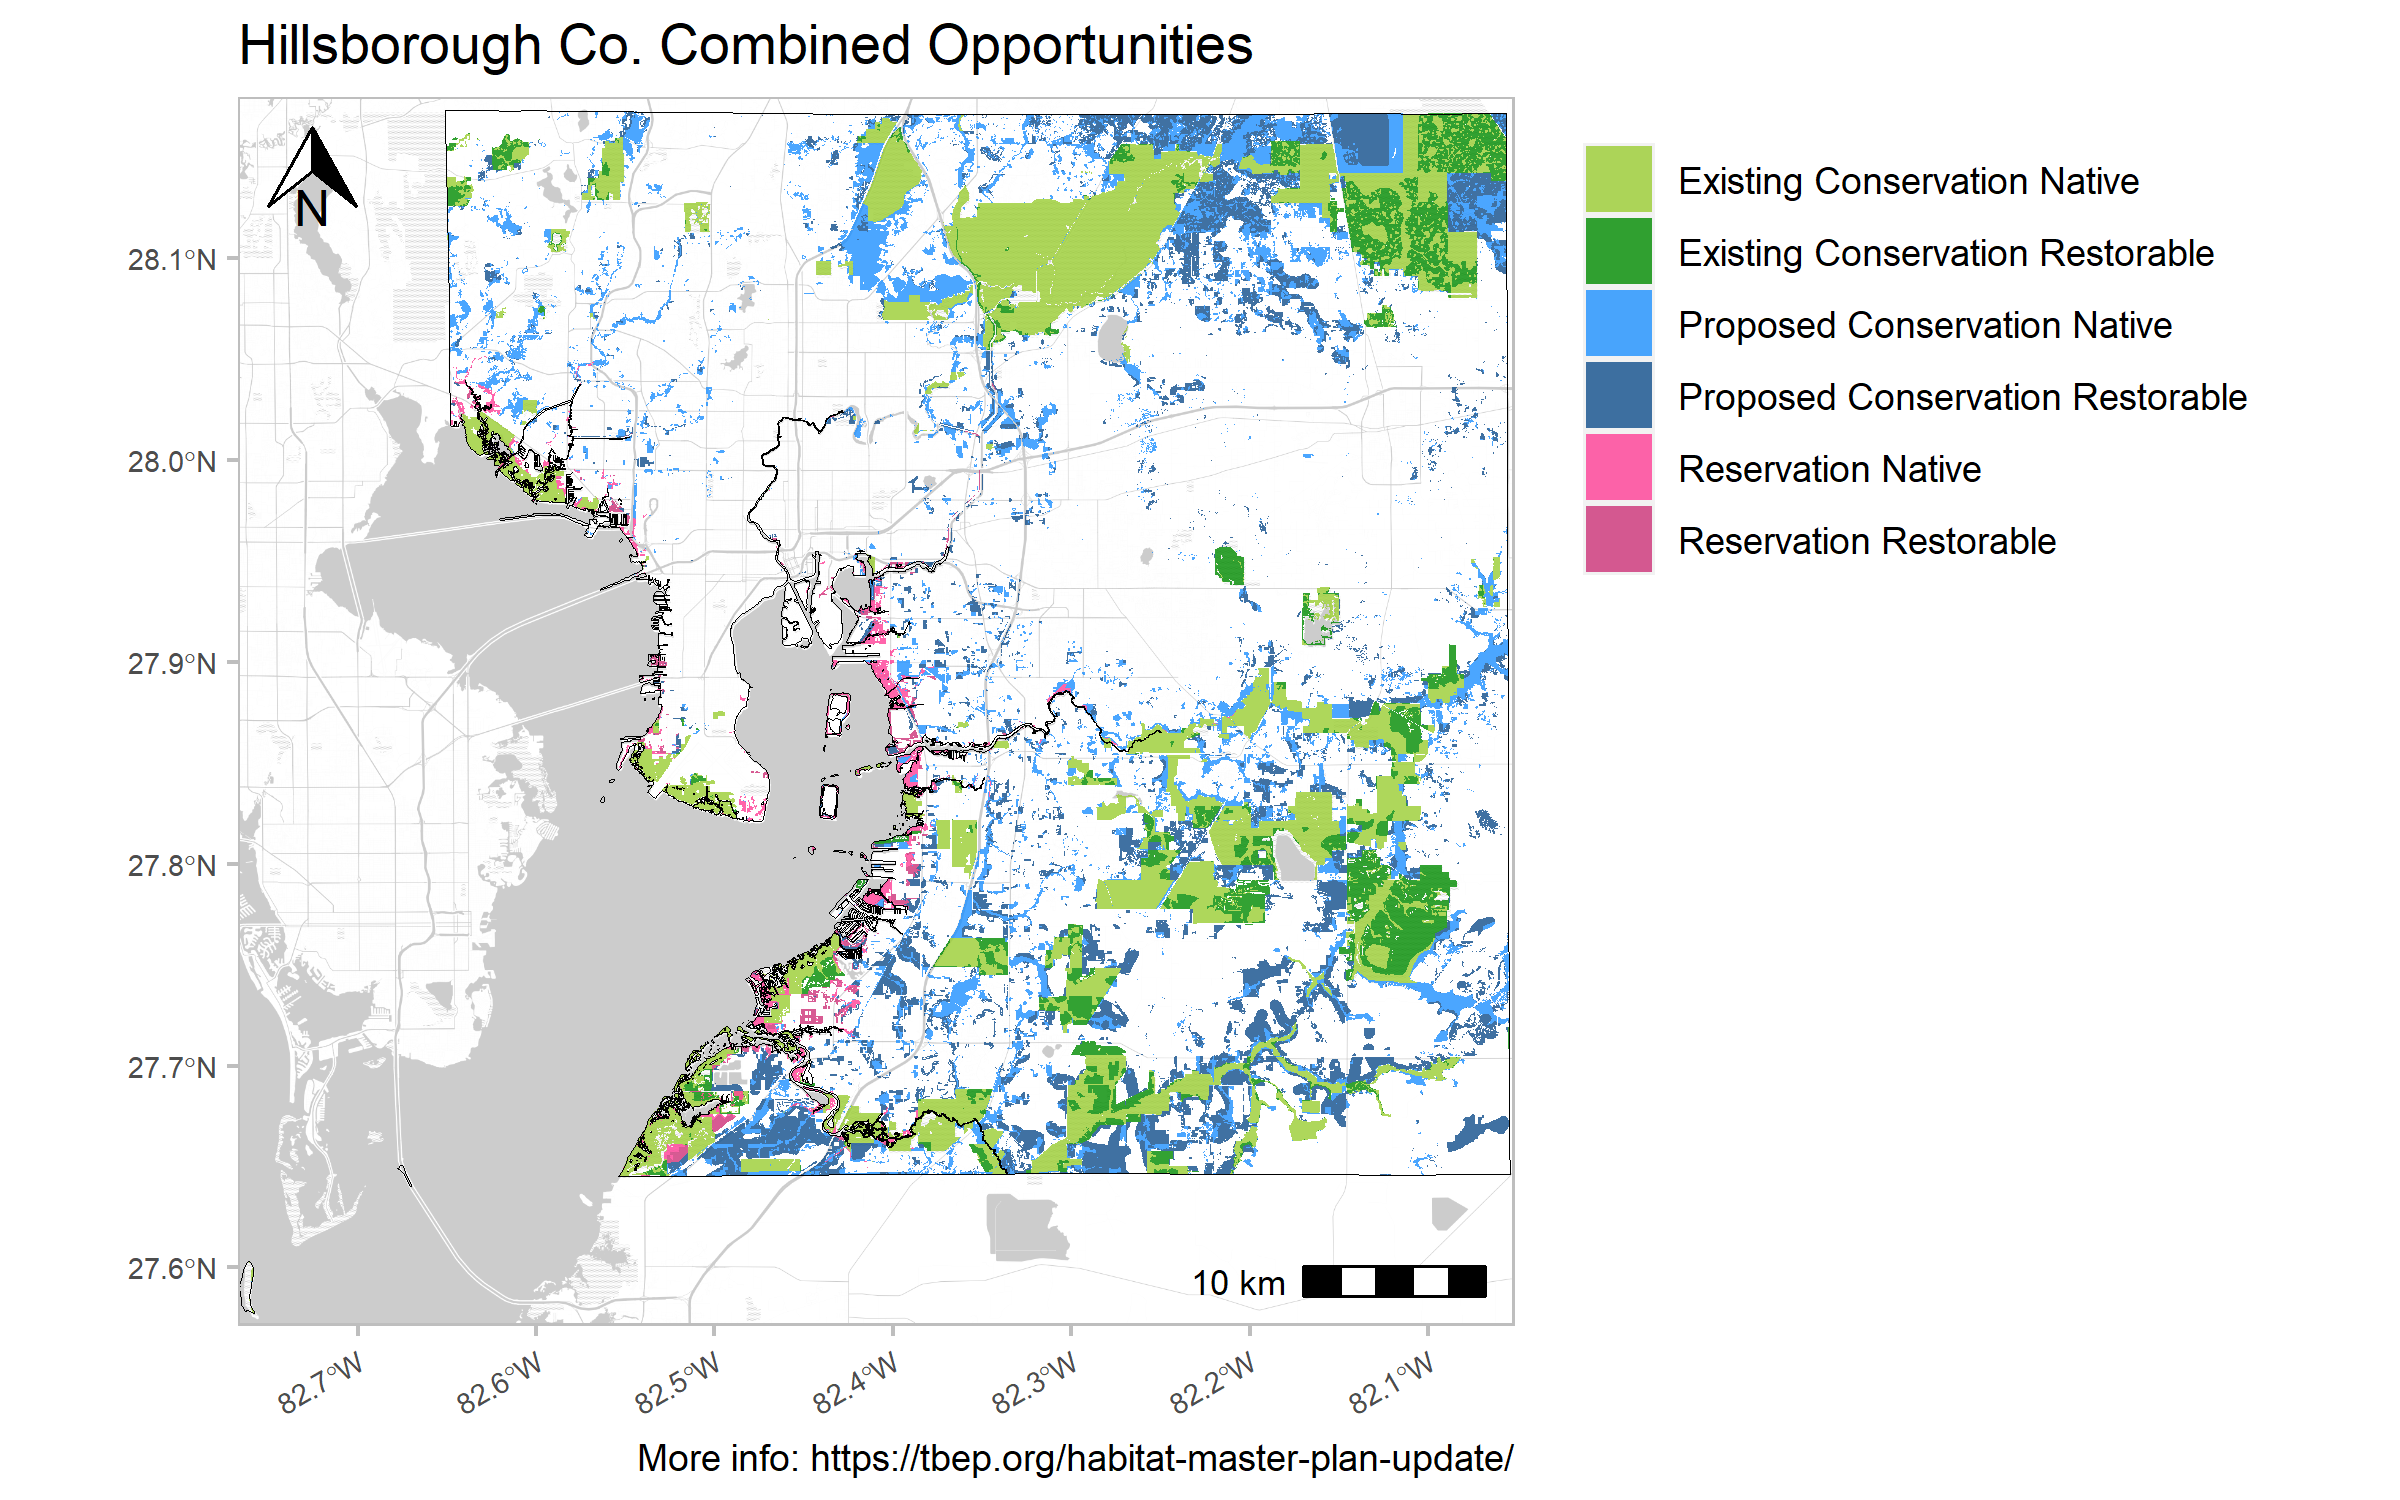 Hillsborough Co. Combined Opportunities
N
28.1°N
28.0°N
27.9°N
27.8°N
27.7°N
27.6°N
10 km
82.7°W
82.6°W
82.5°W
82.4°W
82.3°W
82.2°W
82.1°W
More info: https://tbep.org/habitat-master-plan-update/
Existing Conservation Native
Existing Conservation Restorable
Proposed Conservation Native
Proposed Conservation Restorable
Reservation Native
Reservation Restorable